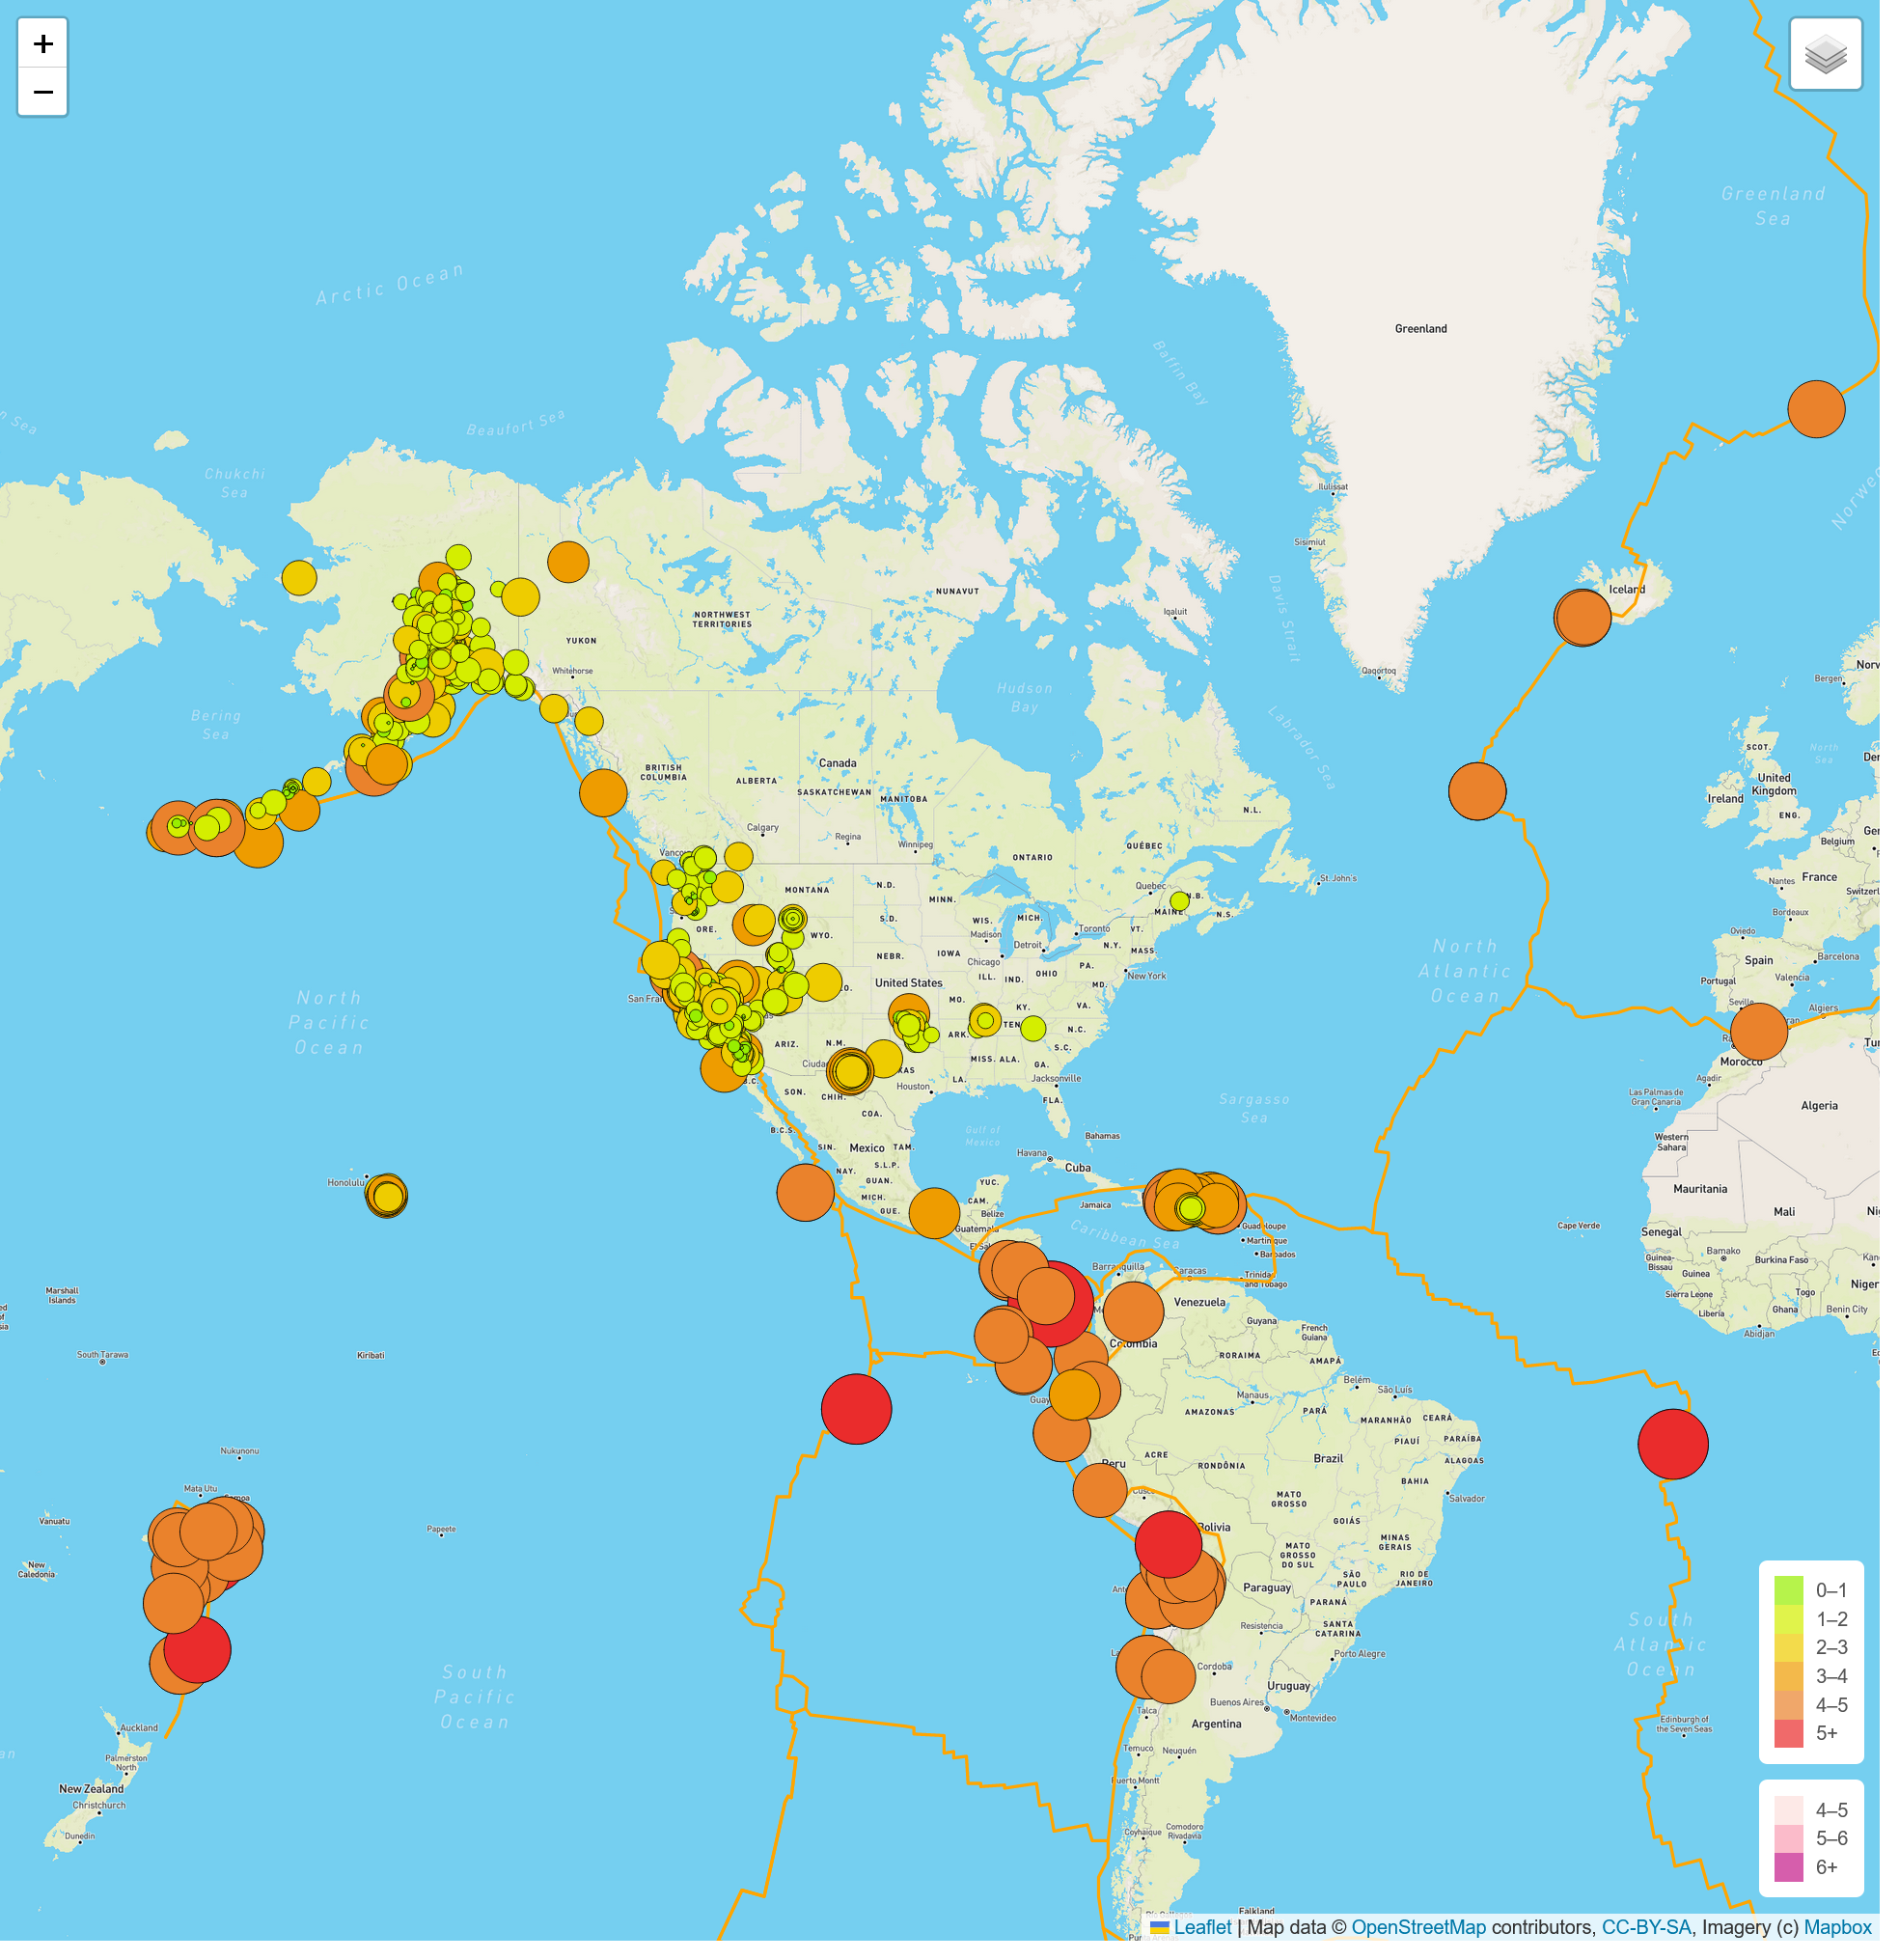 +
−
Greenland
Sea
Arctic Ocean
Greenland
Baffin Bay
Beaufort Sea
Chukchi
Sea
Ilulissat
Sisimiut
Iceland
NUNAVUT
Davis Strait
Iqaluit
NORTHWEST
TERRITORIES
YUKON
Whitehorse
Qaqortoq
Bergen
Hudson
Bay
Bering
Sea
Labrador Sea
SCOT.
North
Sea
United
Kingdom
Ireland
ENG.
BRITISH
COLUMBIA
ALBERTA
Canada
SASKATCHEWAN
MANITOBA
N.L.
Calgary
Regina
Winnipeg
ONTARIO
QUÉBEC
Belgium
France
Nantes
Bordeaux
St. John's
Quebec
N.B.
MAINE
N.S.
MONTANA
N.D.
MINN.
ORE.
WYO.
S.D.
WIS.
MICH.
Madison
Toronto
VT.
Detroit
N.Y.
MASS.
Oviedo
Barcelona
Spain
Valencia
Portugal
Seville
Algiers
NEBR.
IOWA
Chicago
PA.
New York
North
Atlantic
Ocean
United States
ILL.
IND.
OHIO
MD.
North
Pacific
Ocean
MO.
KY.
VA.
ARK.
N.C.
ARIZ.
N.M.
MISS.
ALA.
S.C.
GA.
Morocco
Agadir
Houston
LA.
Jacksonville
SON.
CHIH.
FLA.
COA.
Sargasso
Sea
Las Palmas de
Gran Canaria
Algeria
Western
Sahara
B.C.S.
SIN.
Mexico
TAM.
Gulf of
Mexico
Bahamas
Havana
Cuba
NAY.
S.L.P.
GUAN.
YUC.
CAM.
Honolulu
MICH.
GUE.
Belize
Jamaica
Guatemala
Caribbean Sea
Guadeloupe
Martinique
Barbados
Mauritania
Mali
Cape Verde
Senegal
Bamako
Burkina Faso
Guinea-
Bissau
Guinea
Sierra Leone
Liberia
Togo
Ghana
Benin City
Abidjan
Barranquilla
Caracas
Trinidad
and Tobago
Venezuela
Guyana
French
Guiana
Colombia
Marshall
Islands
South Tarawa
Kiribati
RORAIMA
AMAPÁ
Manaus
Belém
São Luís
AMAZONAS
PARÁ
MARANHÃO
CEARÁ
PIAUÍ
PARAÍBA
ALAGOAS
ACRE
RONDÔNIA
Brazil
BAHIA
Peru
MATO
GROSSO
Salvador
Nukunonu
Mata Utu
Vanuatu
New
Caledonia
Papeete
Bolivia
GOIÁS
MATO
GROSSO
DO SUL
MINAS
GERAIS
SÃO
PAULO
RIO DE
JANEIRO
Paraguay
PARANÁ
Resistencia
SANTA
CATARINA
Porto Alegre
Cordoba
Uruguay
Buenos Aires
Montevideo
Talca
Argentina
Temuco
Neuquén
Puerto Montt
Coyhaique
Comodoro
Rivadavia
South
Pacific
Ocean
South
Atlantic
Ocean
Edinburgh of
the Seven Seas
Auckland
Palmerston
North
New Zealand
Christchurch
Dunedin
0–1
1–2
2–3
3–4
4–5
5+
4–5
5–6
6+
Falkland
Leaflet | Map data © OpenStreetMap contributors, CC-BY-SA, Imagery (c) Mapbox